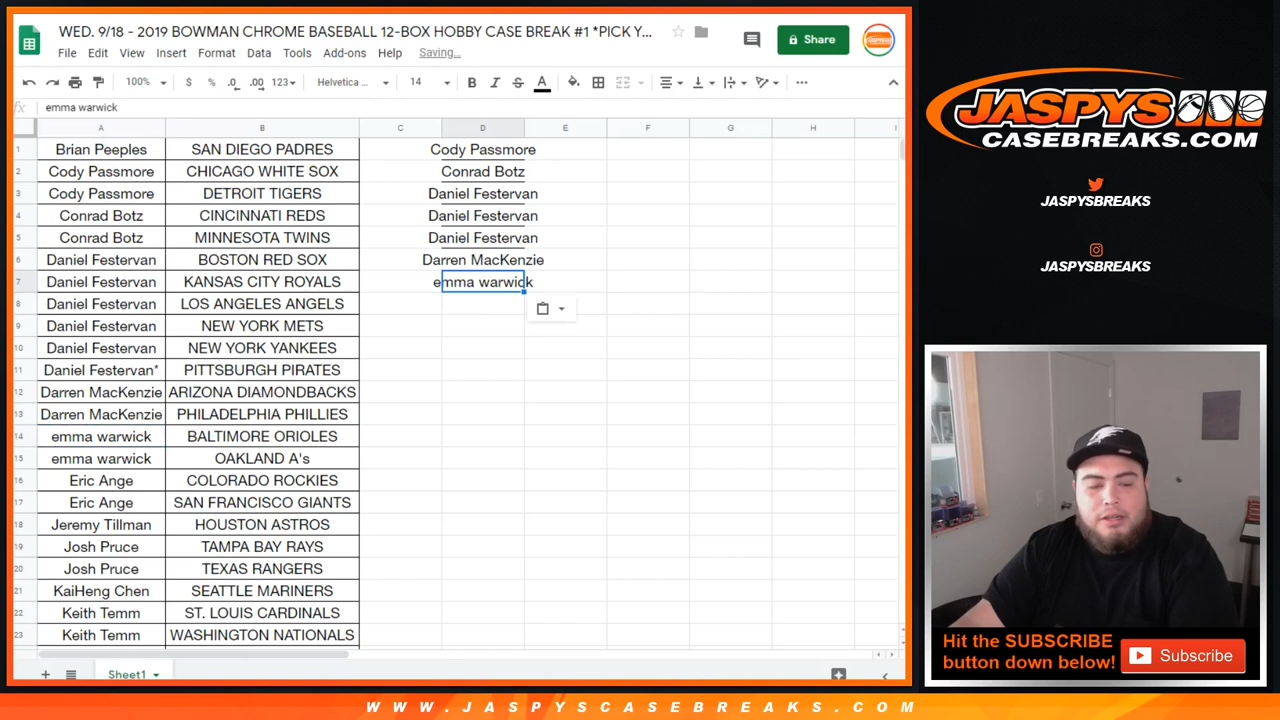 WED. 9/18 - 2019 BOWMAN CHROME BASEBALL 12-BOX HOBBY CASE BREAK #1 *PICK Y...
Share
File Edit View Insert Format Data Tools Add-ons Help Saving...
100% $ % .0 .00 123 Helvetica ... 14 B I S A
fx emma warwick
A B C D E F G H I
1 Brian Peeples SAN DIEGO PADRES Cody Passmore
2 Cody Passmore CHICAGO WHITE SOX Conrad Botz
3 Cody Passmore DETROIT TIGERS Daniel Festervan
4 Conrad Botz CINCINNATI REDS Daniel Festervan
5 Conrad Botz MINNESOTA TWINS Daniel Festervan
6 Daniel Festervan BOSTON RED SOX Darren MacKenzie
7 Daniel Festervan KANSAS CITY ROYALS emma warwick
8 Daniel Festervan LOS ANGELES ANGELS
9 Daniel Festervan NEW YORK METS
10 Daniel Festervan NEW YORK YANKEES
11 Daniel Festervan* PITTSBURGH PIRATES
12 Darren MacKenzie ARIZONA DIAMONDBACKS
13 Darren MacKenzie PHILADELPHIA PHILLIES
14 emma warwick BALTIMORE ORIOLES
15 emma warwick OAKLAND A's
16 Eric Ange COLORADO ROCKIES
17 Eric Ange SAN FRANCISCO GIANTS
18 Jeremy Tillman HOUSTON ASTROS
19 Josh Pruce TAMPA BAY RAYS
20 Josh Pruce TEXAS RANGERS
21 KaiHeng Chen SEATTLE MARINERS
22 Keith Temm ST. LOUIS CARDINALS
23 Keith Temm WASHINGTON NATIONALS
Sheet1
JASPYS
CASEBREAKS.COM
JASPYSBREAKS
JASPYSBREAKS
Hit the SUBSCRIBE
button down below!
Subscribe
WWW.JASPYSCASEBREAKS.COM